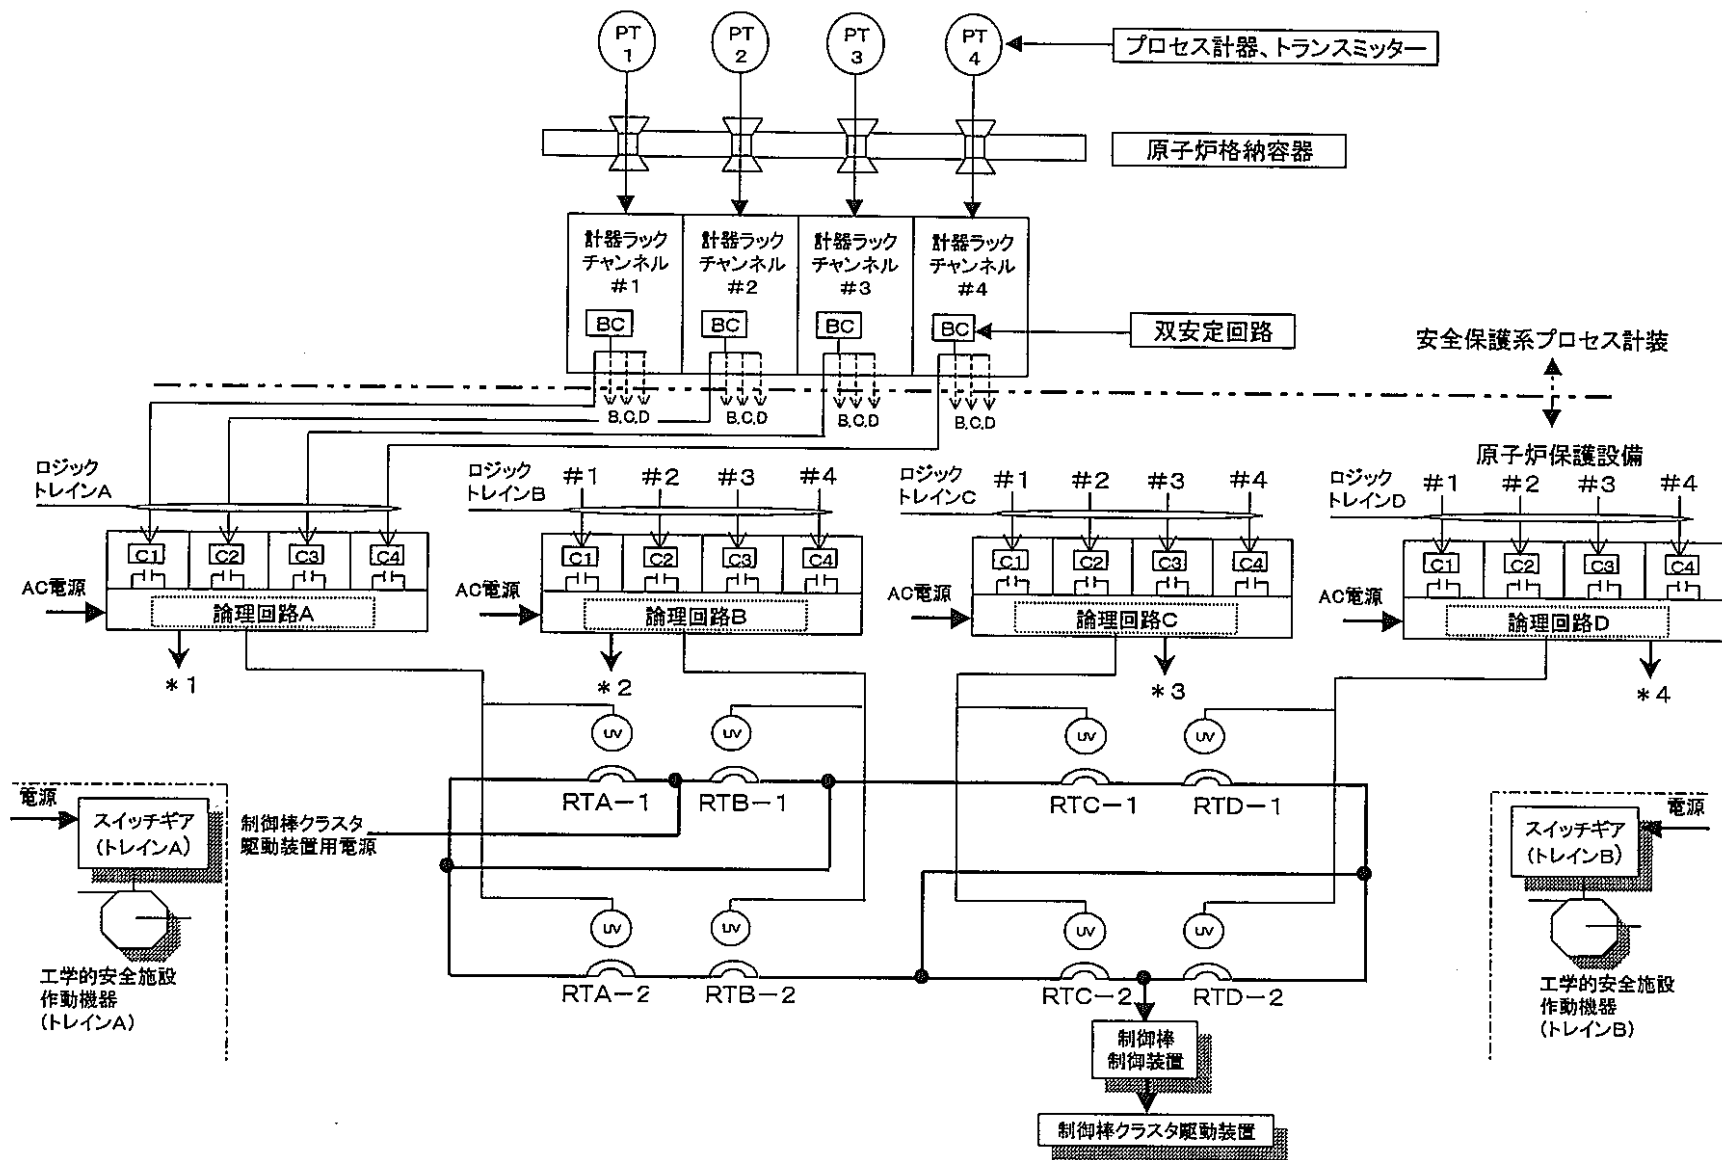 PT
1
PT
2
PT
3
PT
4
プロセス計器、トランスミッター
原子炉格納容器
計器ラック
チャンネル
#1
計器ラック
チャンネル
#2
計器ラック
チャンネル
#3
計器ラック
チャンネル
#4
BC
BC
BC
BC
双安定回路
安全保護系プロセス計装
B,C,D
B,C,D
B,C,D
B,C,D
原子炉保護設備
ロジック
トレインA
ロジック
トレインB
#1
#2
#3
#4
ロジック
トレインC
#1
#2
#3
#4
ロジック
トレインD
#1
#2
#3
#4
C1
C2
C3
C4
C1
C2
C3
C4
C1
C2
C3
C4
C1
C2
C3
C4
AC電源
論理回路A
AC電源
論理回路B
AC電源
論理回路C
AC電源
論理回路D
*1
*2
*3
*4
UV
UV
UV
UV
RTA-1
RTB-1
RTC-1
RTD-1
電源
スイッチギア
(トレインA)
制御棒クラスタ
駆動装置用電源
電源
スイッチギア
(トレインB)
UV
UV
UV
UV
RTA-2
RTB-2
RTC-2
RTD-2
工学的安全施設
作動機器
(トレインA)
工学的安全施設
作動機器
(トレインB)
制御棒
制御装置
制御棒クラスタ駆動装置